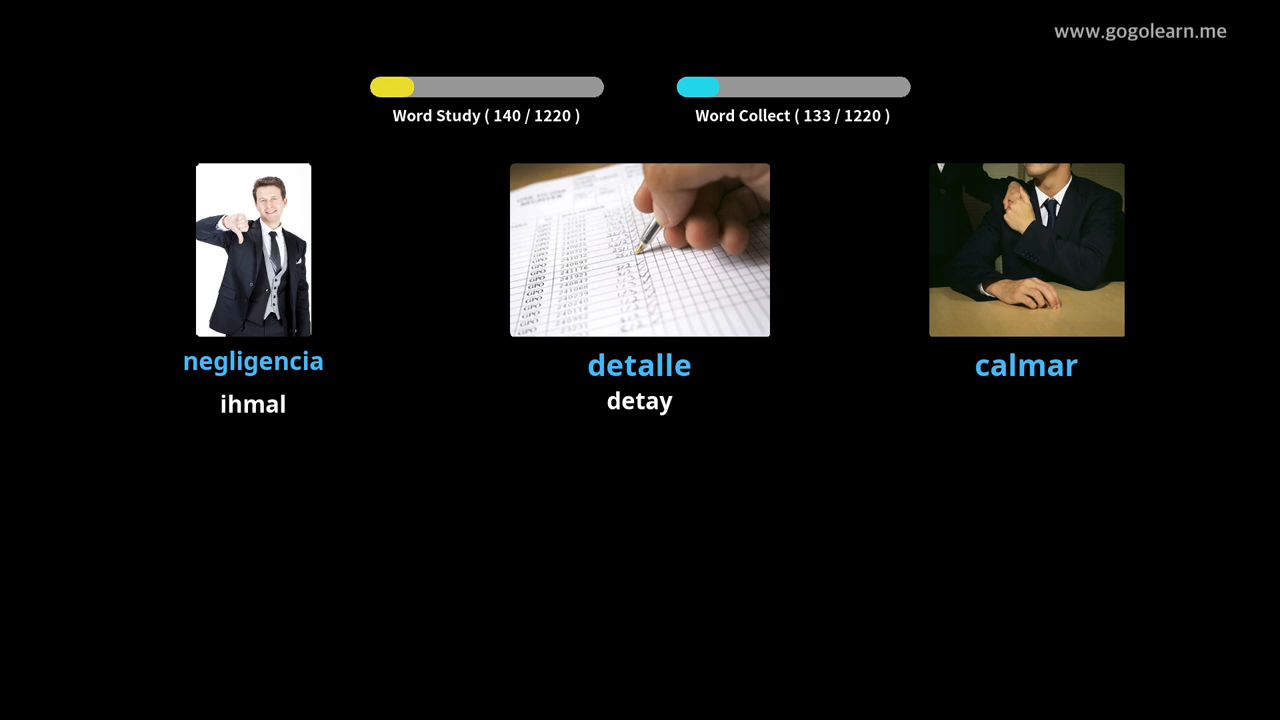 www.gogolearn.me
Word Study ( 140 / 1220 )
Word Collect ( 133 / 1220 )
negligencia
ihmal
detalle
detay
calmar